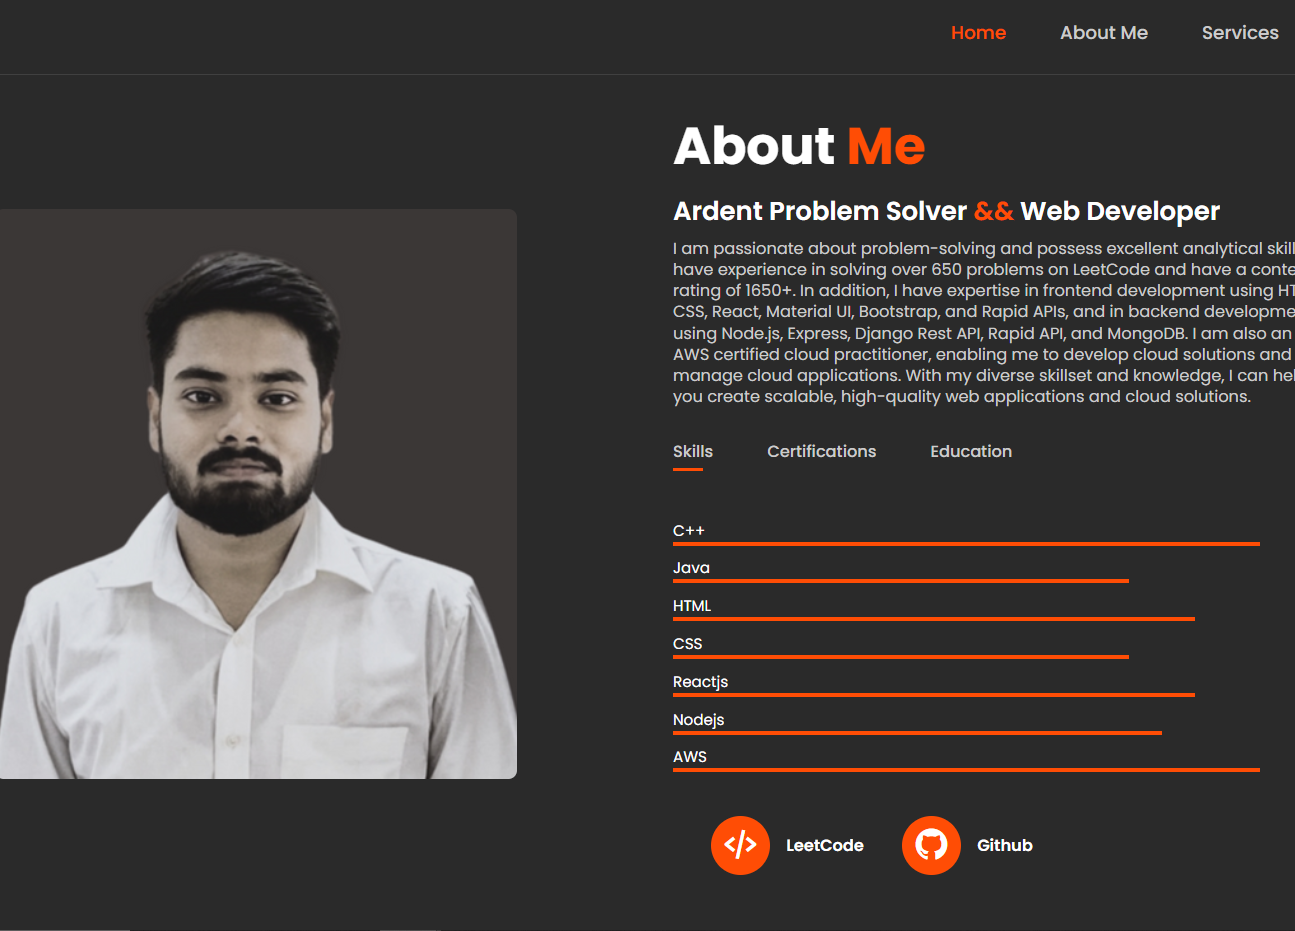 Home About Me Services
About Me
Ardent Problem Solver && Web Developer
I am passionate about problem-solving and possess excellent analytical skill
have experience in solving over 650 problems on LeetCode and have a conte
rating of 1650+. In addition, I have expertise in frontend development using HT
CSS, React, Material UI, Bootstrap, and Rapid APIs, and in backend developme
using Node.js, Express, Django Rest API, Rapid API, and MongoDB. I am also an
AWS certified cloud practitioner, enabling me to develop cloud solutions and
manage cloud applications. With my diverse skillset and knowledge, I can hel
you create scalable, high-quality web applications and cloud solutions.
Skills Certifications Education
C++
Java
HTML
CSS
Reactjs
Nodejs
AWS
</> LeetCode Github